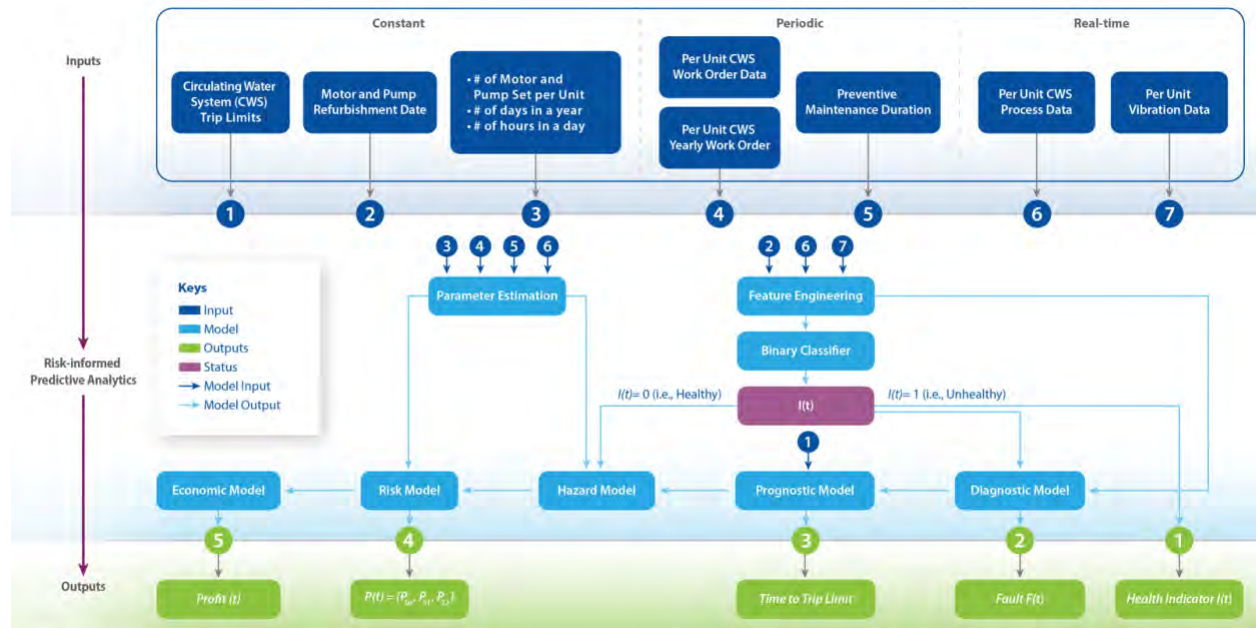 Constant
Periodic
Real-time
Inputs
Circulating Water
System (CWS)
Trip Limits
Motor and Pump
Refurbishment Date
• # of Motor and
Pump Set per Unit
• # of days in a year
• # of hours in a day
Per Unit CWS
Work Order Data
Per Unit CWS
Yearly Work Order
Preventive
Maintenance Duration
Per Unit CWS
Process Data
Per Unit
Vibration Data
1
2
3
4
5
6
7
3
4
5
6
2
6
7
Keys
Input
Model
Outputs
Status
Model Input
Model Output
Parameter Estimation
Feature Engineering
Binary Classifier
Risk-informed
Predictive Analytics
I(t)= 0 (i.e., Healthy)
I(t)
I(t)= 1 (i.e., Unhealthy)
1
Economic Model
Risk Model
Hazard Model
Prognostic Model
Diagnostic Model
5
4
3
2
1
Outputs
Profit (t)
P(t) =
Time to Trip Limit
Fault F(t)
Health Indicator I(t)